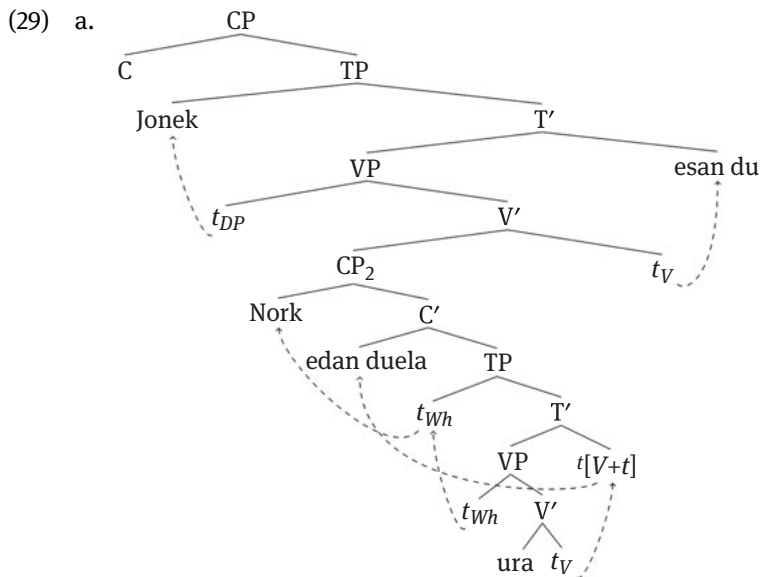 (29) a. CP
C TP
Jonek T′
VP esan du
t_DP V′
CP₂ t_V
Nork C′
edan duela TP
t_Wh T′
VP t[V+t]
t_Wh V′
ura t_V